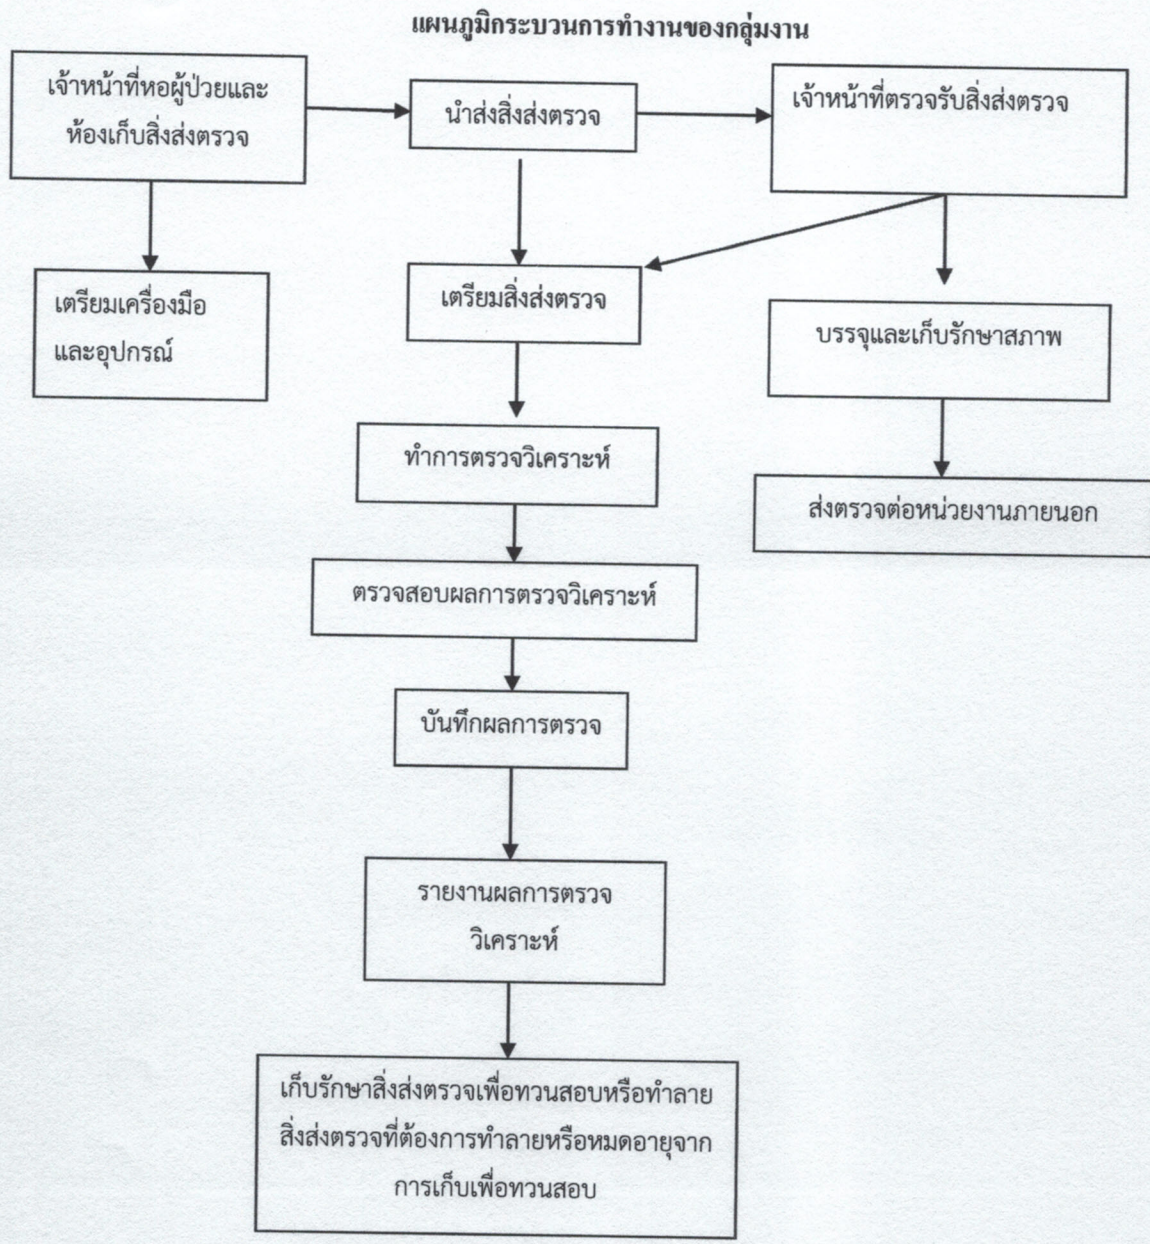 แผนภูมิกระบวนการทำงานของกลุ่มงาน
เจ้าหน้าที่หอผู้ป่วยและ
ห้องเก็บสิ่งส่งตรวจ
นำส่งสิ่งส่งตรวจ
เจ้าหน้าที่ตรวจรับสิ่งส่งตรวจ
เตรียมเครื่องมือ
และอุปกรณ์
เตรียมสิ่งส่งตรวจ
บรรจุและเก็บรักษาสภาพ
ทำการตรวจวิเคราะห์
ส่งตรวจต่อหน่วยงานภายนอก
ตรวจสอบผลการตรวจวิเคราะห์
บันทึกผลการตรวจ
รายงานผลการตรวจ
วิเคราะห์
เก็บรักษาสิ่งส่งตรวจเพื่อทวนสอบหรือทำลาย
สิ่งส่งตรวจที่ต้องการทำลายหรือหมดอายุจาก
การเก็บเพื่อทวนสอบ